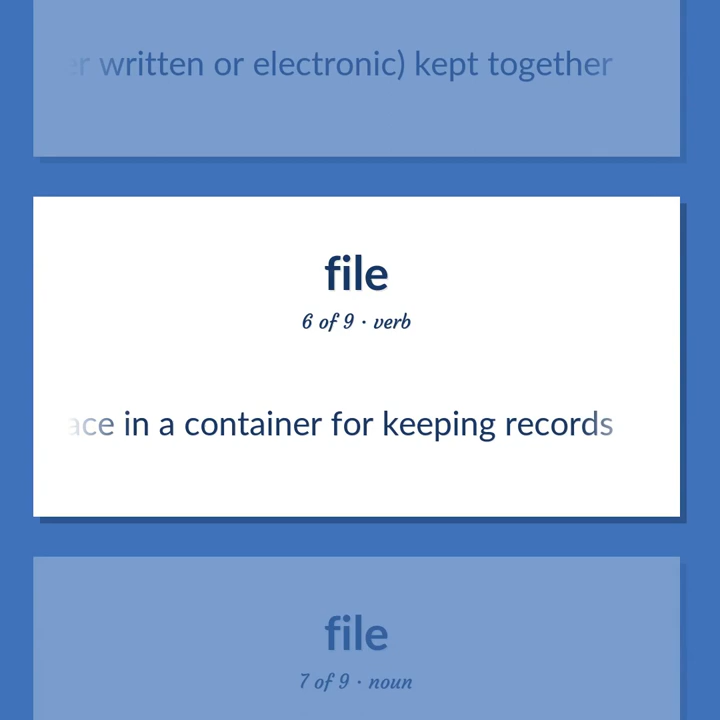 written or electronic) kept together
file
6 of 9 · verb
in a container for keeping records
file
7 of 9 · noun